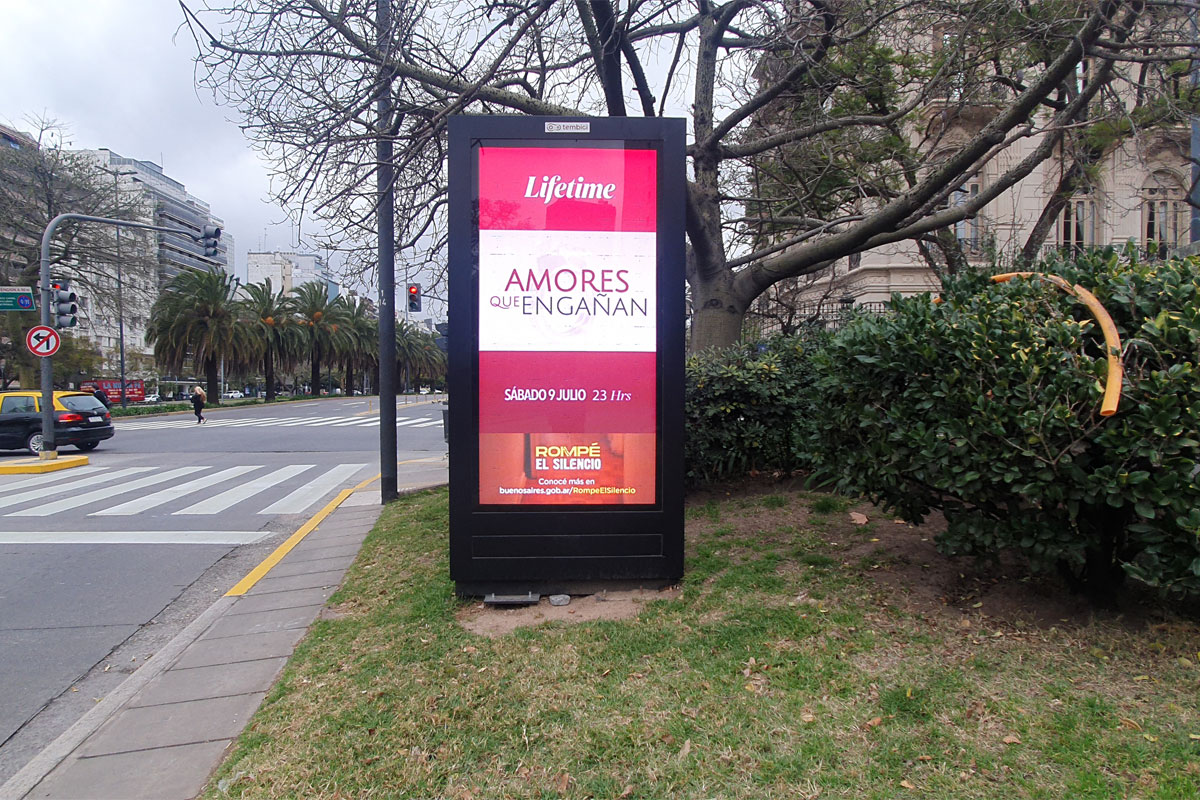 tembici
Lifetime
AMORES
QUE ENGAÑAN
SÁBADO 9 JULIO 23 Hrs
ROMPÉ
EL SILENCIO
Conocé más en
buenosaires.gob.ar/RompeElSilencio